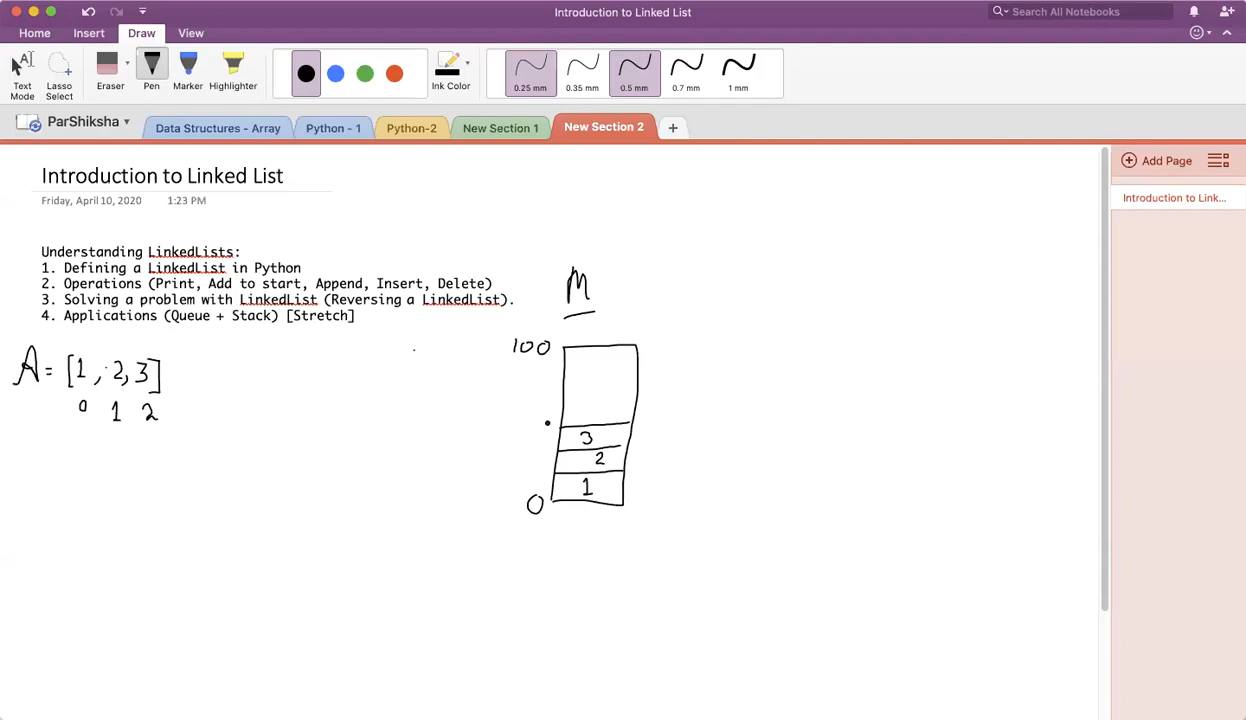 Introduction to Linked List
Search All Notebooks
Home Insert Draw View
Text Mode
Lasso Select
Eraser
Pen
Marker
Highlighter
Ink Color
0.25 mm
0.35 mm
0.5 mm
0.7 mm
1 mm
ParShiksha
Data Structures - Array
Python - 1
Python-2
New Section 1
New Section 2
Add Page
Introduction to Link...
Introduction to Linked List
Friday, April 10, 2020 1:23 PM
Understanding LinkedLists:
1. Defining a LinkedList in Python
2. Operations (Print, Add to start, Append, Insert, Delete)
3. Solving a problem with LinkedList (Reversing a LinkedList).
4. Applications (Queue + Stack) [Stretch]
A = [1, 2, 3]
0 1 2
M
100
3
2
1
0